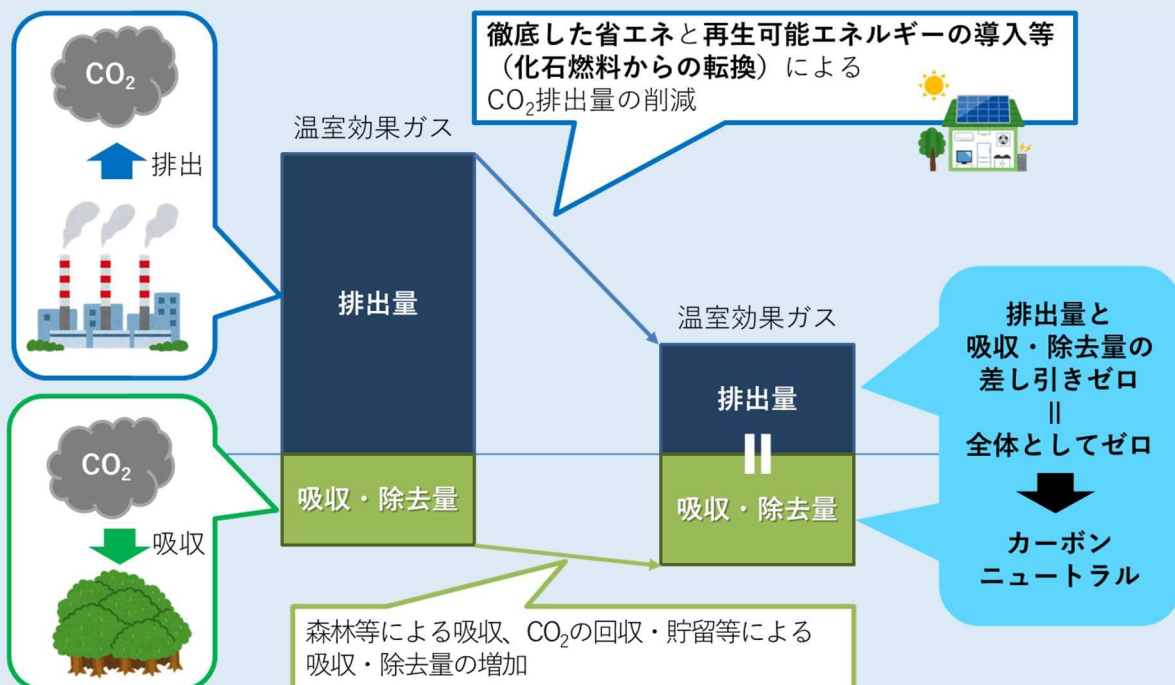 CO₂
排出
温室効果ガス
排出量
徹底した省エネと再生可能エネルギーの導入等
(化石燃料からの転換)による
CO₂排出量の削減
CO₂
吸収
吸収・除去量
森林等による吸収、CO₂の回収・貯留等による
吸収・除去量の増加
温室効果ガス
排出量
||
吸収・除去量
排出量と
吸収・除去量の
差し引きゼロ
||
全体としてゼロ
カーボン
ニュートラル